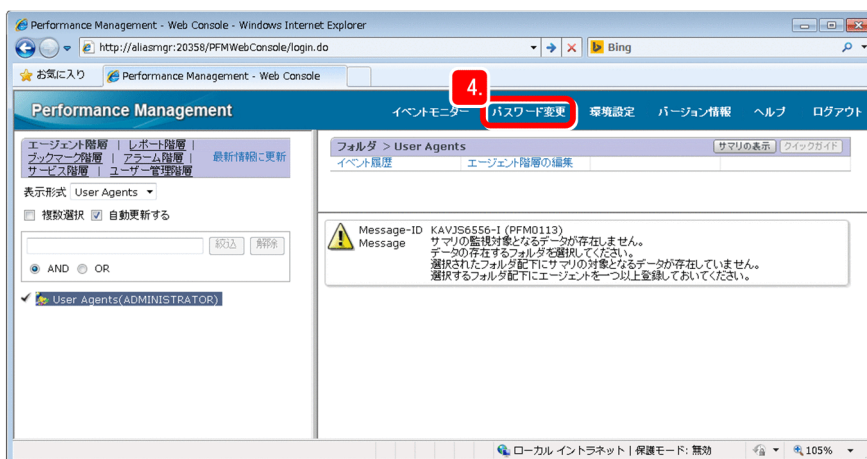 Performance Management - Web Console - Windows Internet Explorer
http://aliasmgr:20358/PFMWebConsole/login.do
Bing
お気に入り
Performance Management - Web Console
4.
Performance Management
イベントモニター パスワード変更 環境設定 バージョン情報 ヘルプ ログアウト
エージェント階層 | レポート階層 |
ブックマーク階層 | アラーム階層 |
サービス階層 | ユーザー管理階層
最新情報に更新
表示形式 User Agents
複数選択 自動更新する
絞込 解除
AND OR
User Agents(ADMINISTRATOR)
フォルダ > User Agents
サマリの表示 クイックガイド
イベント履歴 エージェント階層の編集
Message-ID KAVJS6556-I (PFM0113)
Message サマリの監視対象となるデータが存在しません。
データの存在するフォルダを選択してください。
選択されたフォルダ配下にサマリの対象となるデータが存在していません。
選択するフォルダ配下にエージェントを一つ以上登録しておいてください。
ローカル イントラネット | 保護モード: 無効
105%